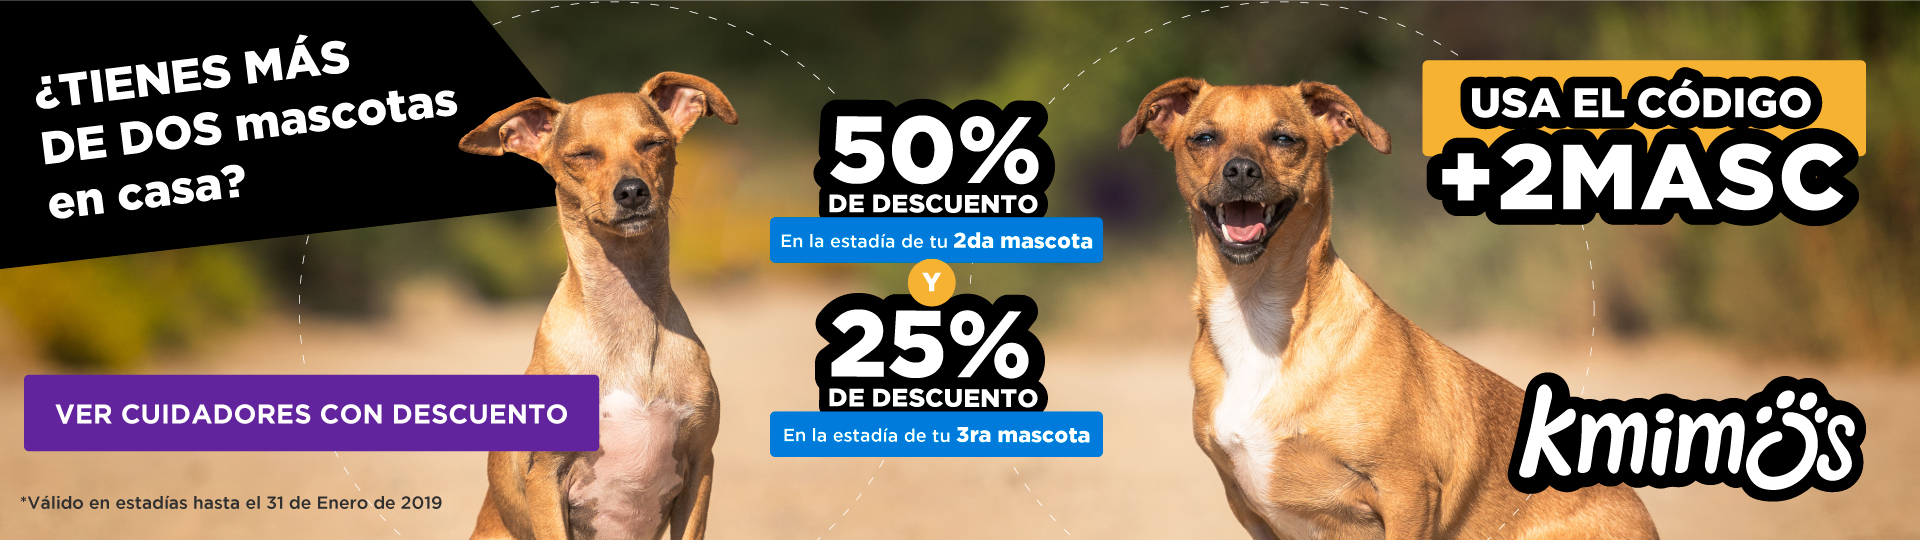 ¿TIENES MÁS
DE DOS mascotas
en casa?
VER CUIDADORES CON DESCUENTO
*Válido en estadías hasta el 31 de Enero de 2019
50%
DE DESCUENTO
En la estadía de tu 2da mascota
Y
25%
DE DESCUENTO
En la estadía de tu 3ra mascota
USA EL CÓDIGO
+2MASC
kmimos